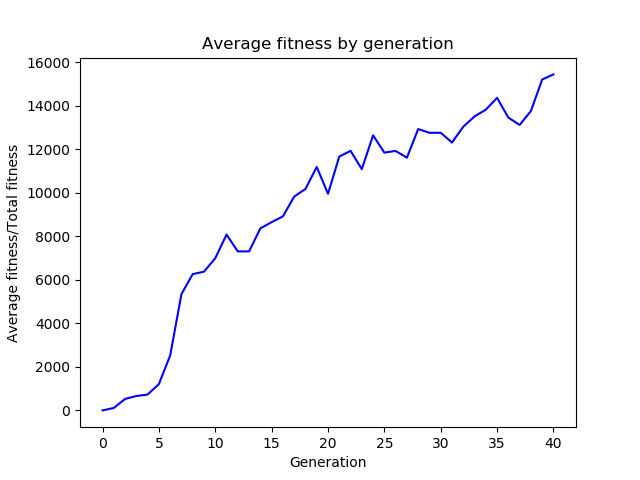 Average fitness by generation
Average fitness/Total fitness
16000
14000
12000
10000
8000
6000
4000
2000
0
0 5 10 15 20 25 30 35 40
Generation